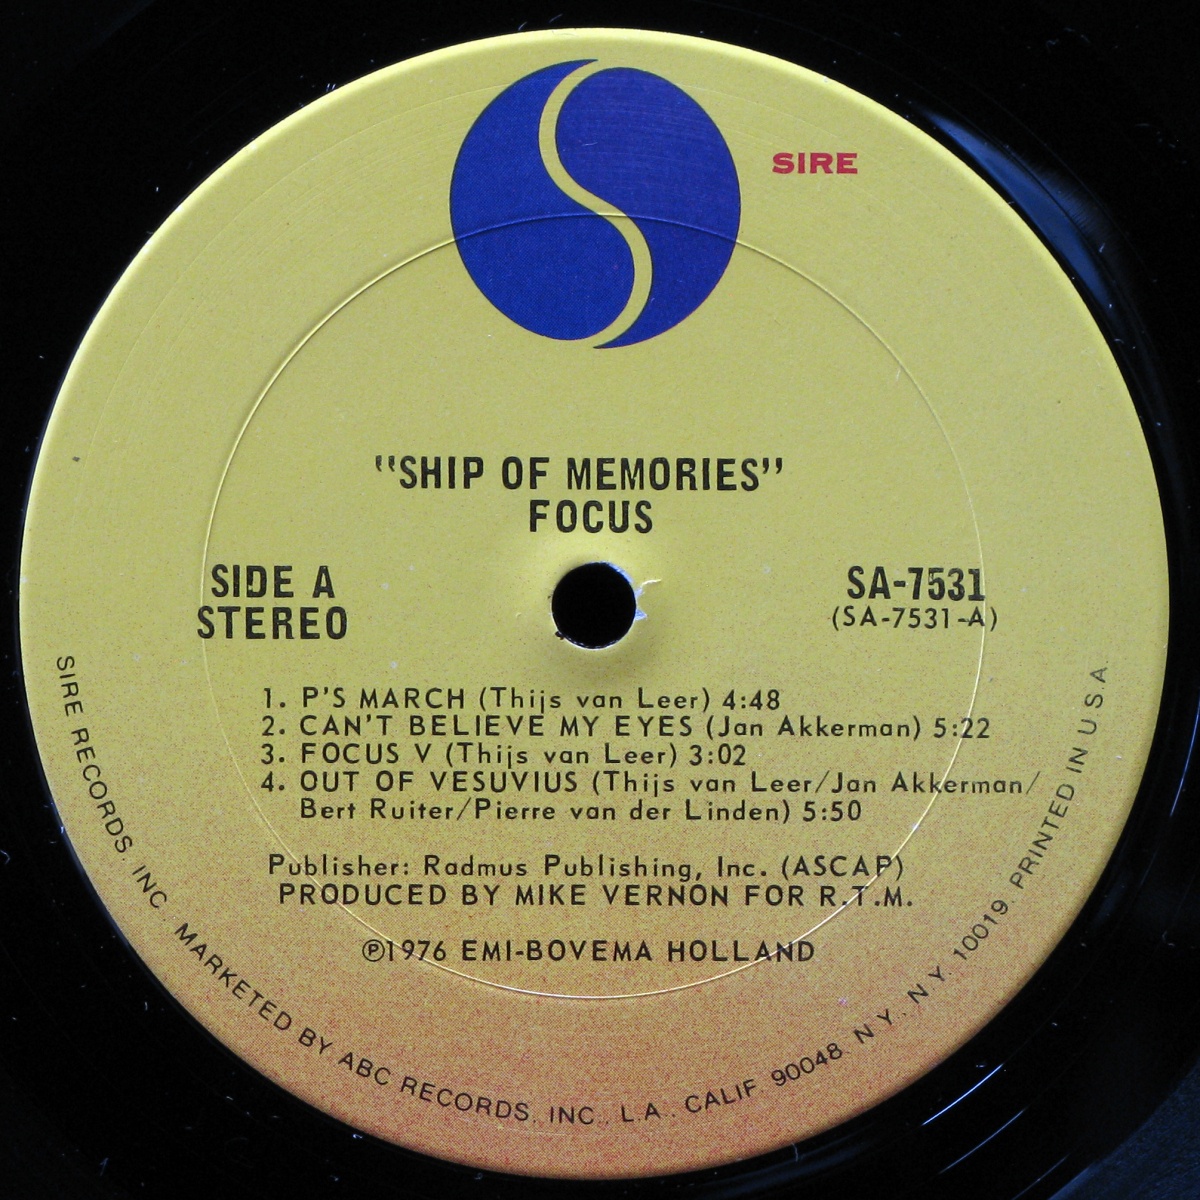 SIRE
"SHIP OF MEMORIES"
FOCUS
SIDE A
STEREO
SA-7531
(SA-7531-A)
1. P'S MARCH (Thijs van Leer) 4:48
2. CAN'T BELIEVE MY EYES (Jan Akkerman) 5:22
3. FOCUS V (Thijs van Leer) 3:02
4. OUT OF VESUVIUS (Thijs van Leer/Jan Akkerman/
Bert Ruiter/Pierre van der Linden) 5:50
Publisher: Radmus Publishing, Inc. (ASCAP)
PRODUCED BY MIKE VERNON FOR R.T.M.
℗1976 EMI-BOVEMA HOLLAND
SIRE RECORDS, INC. MARKETED BY ABC RECORDS, INC., L.A., CALIF. 90048 N.Y., N.Y. 10019. PRINTED IN U.S.A.